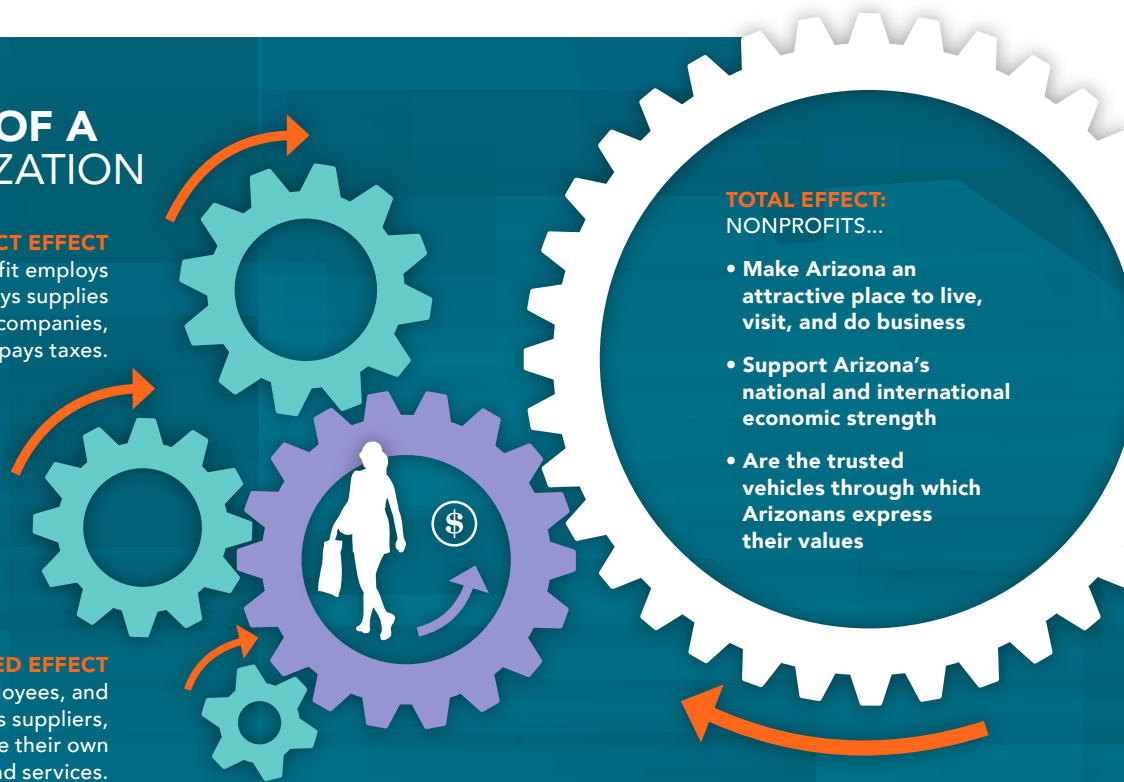 OF A
ZATION
CT EFFECT
fit employs
ys supplies
companies,
pays taxes.
ED EFFECT
oyees, and
s suppliers,
e their own
nd services.
$
TOTAL EFFECT:
NONPROFITS...
• Make Arizona an
attractive place to live,
visit, and do business
• Support Arizona's
national and international
economic strength
• Are the trusted
vehicles through which
Arizonans express
their values